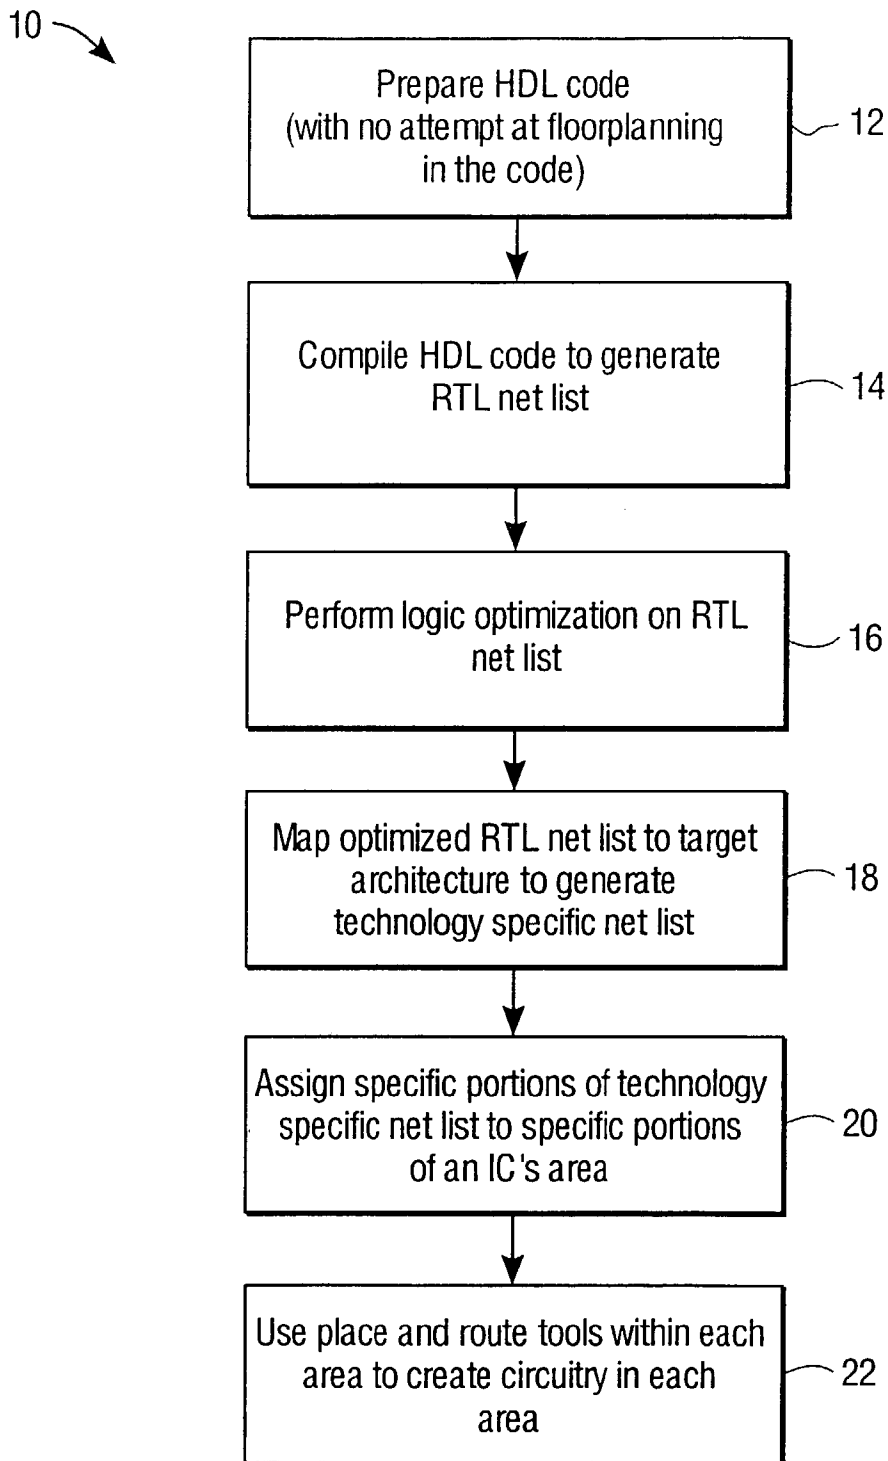 10
Prepare HDL code
(with no attempt at floorplanning
in the code)
12
Compile HDL code to generate
RTL net list
14
Perform logic optimization on RTL
net list
16
Map optimized RTL net list to target
architecture to generate
technology specific net list
18
Assign specific portions of technology
specific net list to specific portions
of an IC's area
20
Use place and route tools within each
area to create circuitry in each
area
22